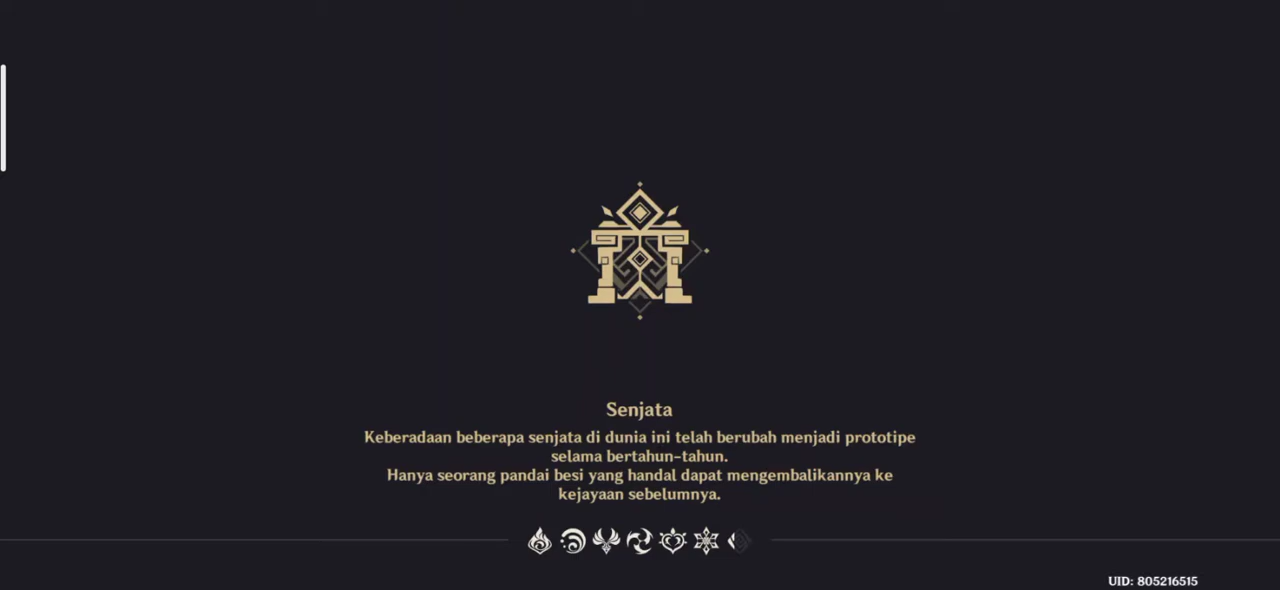 Senjata
Keberadaan beberapa senjata di dunia ini telah berubah menjadi prototipe
selama bertahun-tahun.
Hanya seorang pandai besi yang handal dapat mengembalikannya ke
kejayaan sebelumnya.
UID: 805216515